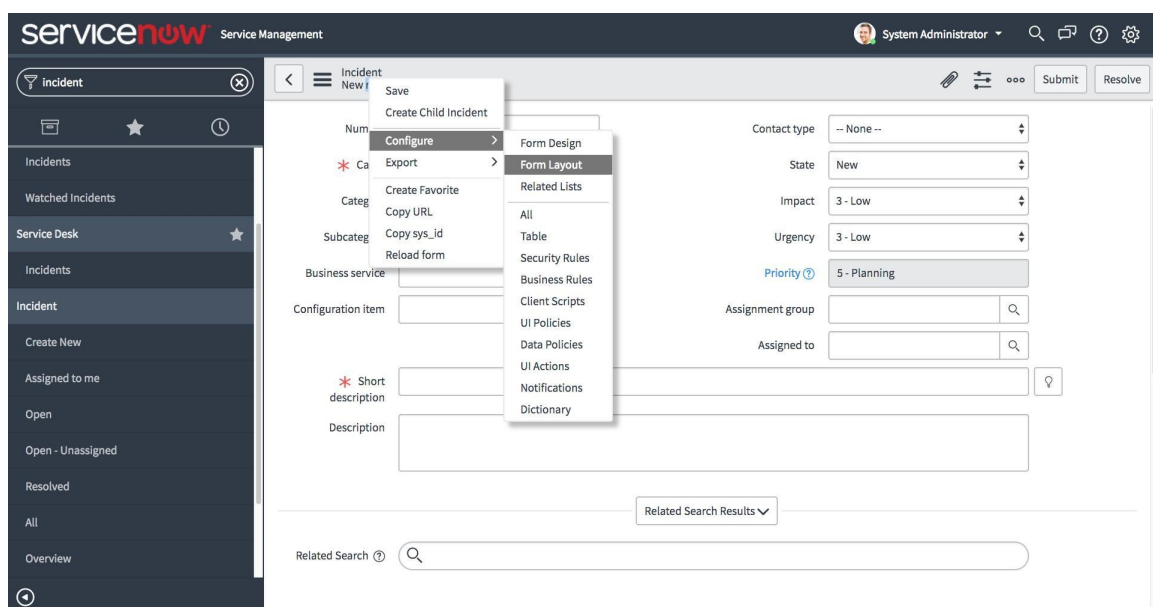 servicenow Service Management
System Administrator
incident
Incidents
Watched Incidents
Service Desk
Incidents
Incident
Create New
Assigned to me
Open
Open - Unassigned
Resolved
All
Overview
Incident
New
Submit
Resolve
Save
Create Child Incident
Configure
Export
Create Favorite
Copy URL
Copy sys_id
Reload form
Form Design
Form Layout
Related Lists
All
Table
Security Rules
Business Rules
Client Scripts
UI Policies
Data Policies
UI Actions
Notifications
Dictionary
Num
Ca
Categ
Subcateg
Business service
Configuration item
Contact type -- None --
State New
Impact 3 - Low
Urgency 3 - Low
Priority 5 - Planning
Assignment group
Assigned to
Short
description
Description
Related Search Results
Related Search